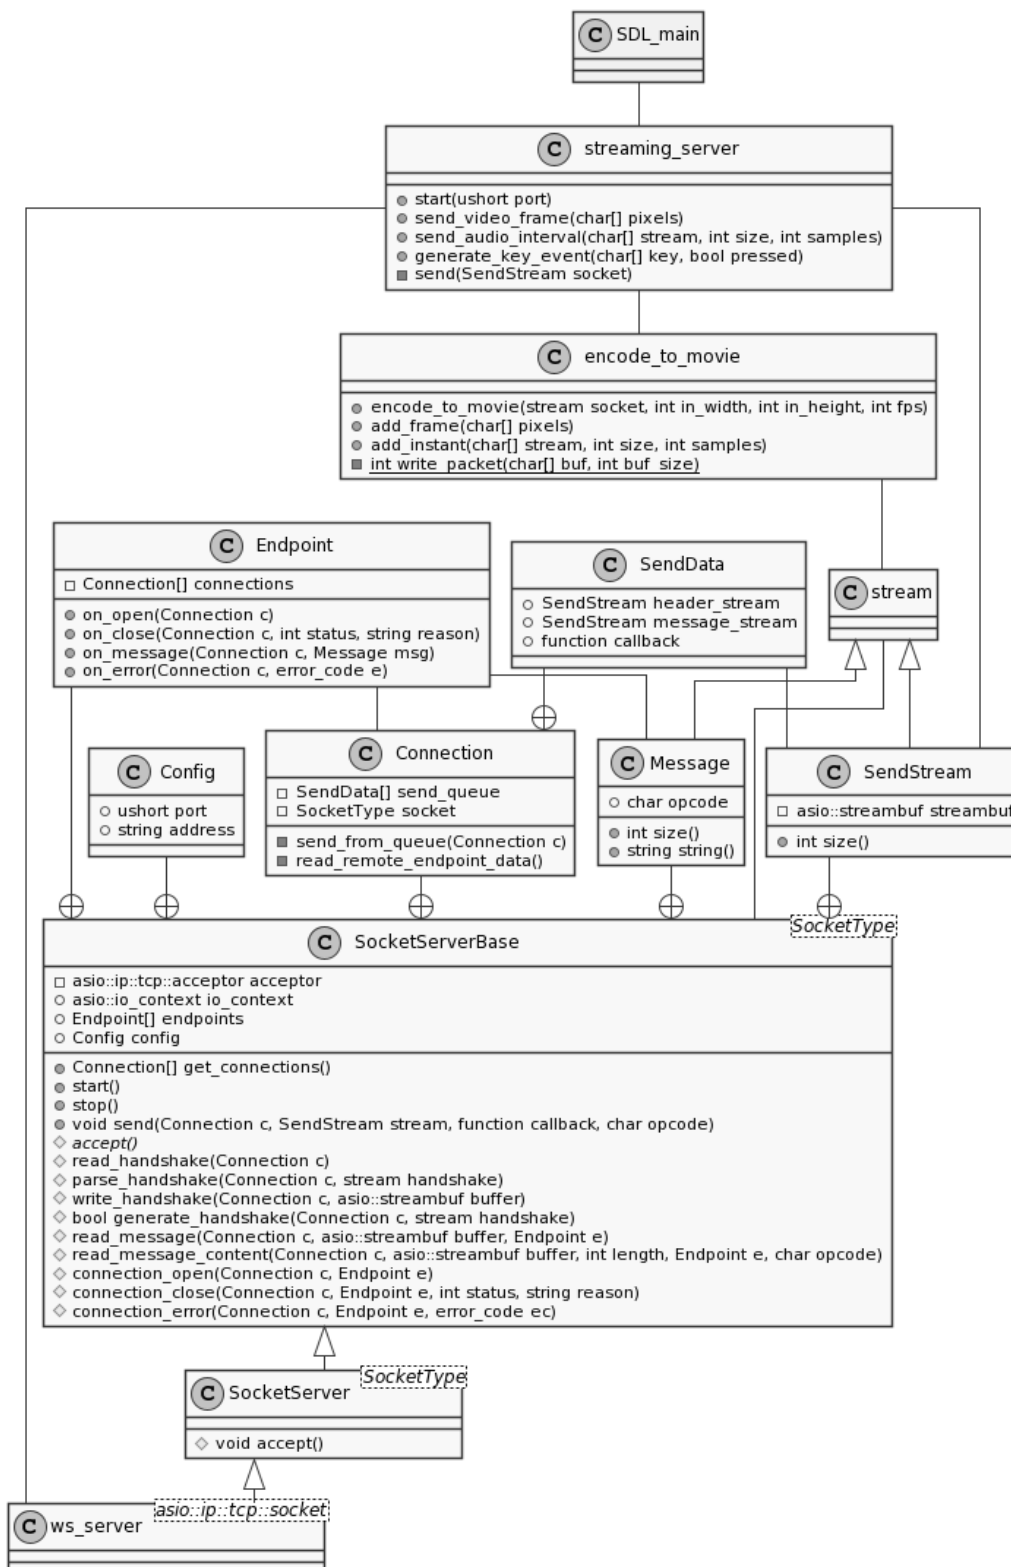 C SDL_main
C streaming_server
start(ushort port)
send_video_frame(char[] pixels)
send_audio_interval(char[] stream, int size, int samples)
generate_key_event(char[] key, bool pressed)
send(SendStream socket)
C encode_to_movie
encode_to_movie(stream socket, int in_width, int in_height, int fps)
add_frame(char[] pixels)
add_instant(char[] stream, int size, int samples)
int write_packet(char[] buf, int buf_size)
C Endpoint
Connection[] connections
on_open(Connection c)
on_close(Connection c, int status, string reason)
on_message(Connection c, Message msg)
on_error(Connection c, error_code e)
C SendData
SendStream header_stream
SendStream message_stream
function callback
C stream
C Config
ushort port
string address
C Connection
SendData[] send_queue
SocketType socket
send_from_queue(Connection c)
read_remote_endpoint_data()
C Message
char opcode
int size()
string string()
C SendStream
asio::streambuf streambuf
int size()
C SocketServerBase
SocketType
asio::ip::tcp::acceptor acceptor
asio::io_context io_context
Endpoint[] endpoints
Config config
Connection[] get_connections()
start()
stop()
void send(Connection c, SendStream stream, function callback, char opcode)
accept()
read_handshake(Connection c)
parse_handshake(Connection c, stream handshake)
write_handshake(Connection c, asio::streambuf buffer)
bool generate_handshake(Connection c, stream handshake)
read_message(Connection c, asio::streambuf buffer, Endpoint e)
read_message_content(Connection c, asio::streambuf buffer, int length, Endpoint e, char opcode)
connection_open(Connection c, Endpoint e)
connection_close(Connection c, Endpoint e, int status, string reason)
connection_error(Connection c, Endpoint e, error_code ec)
C SocketServer
SocketType
void accept()
C ws_server
asio::ip::tcp::socket